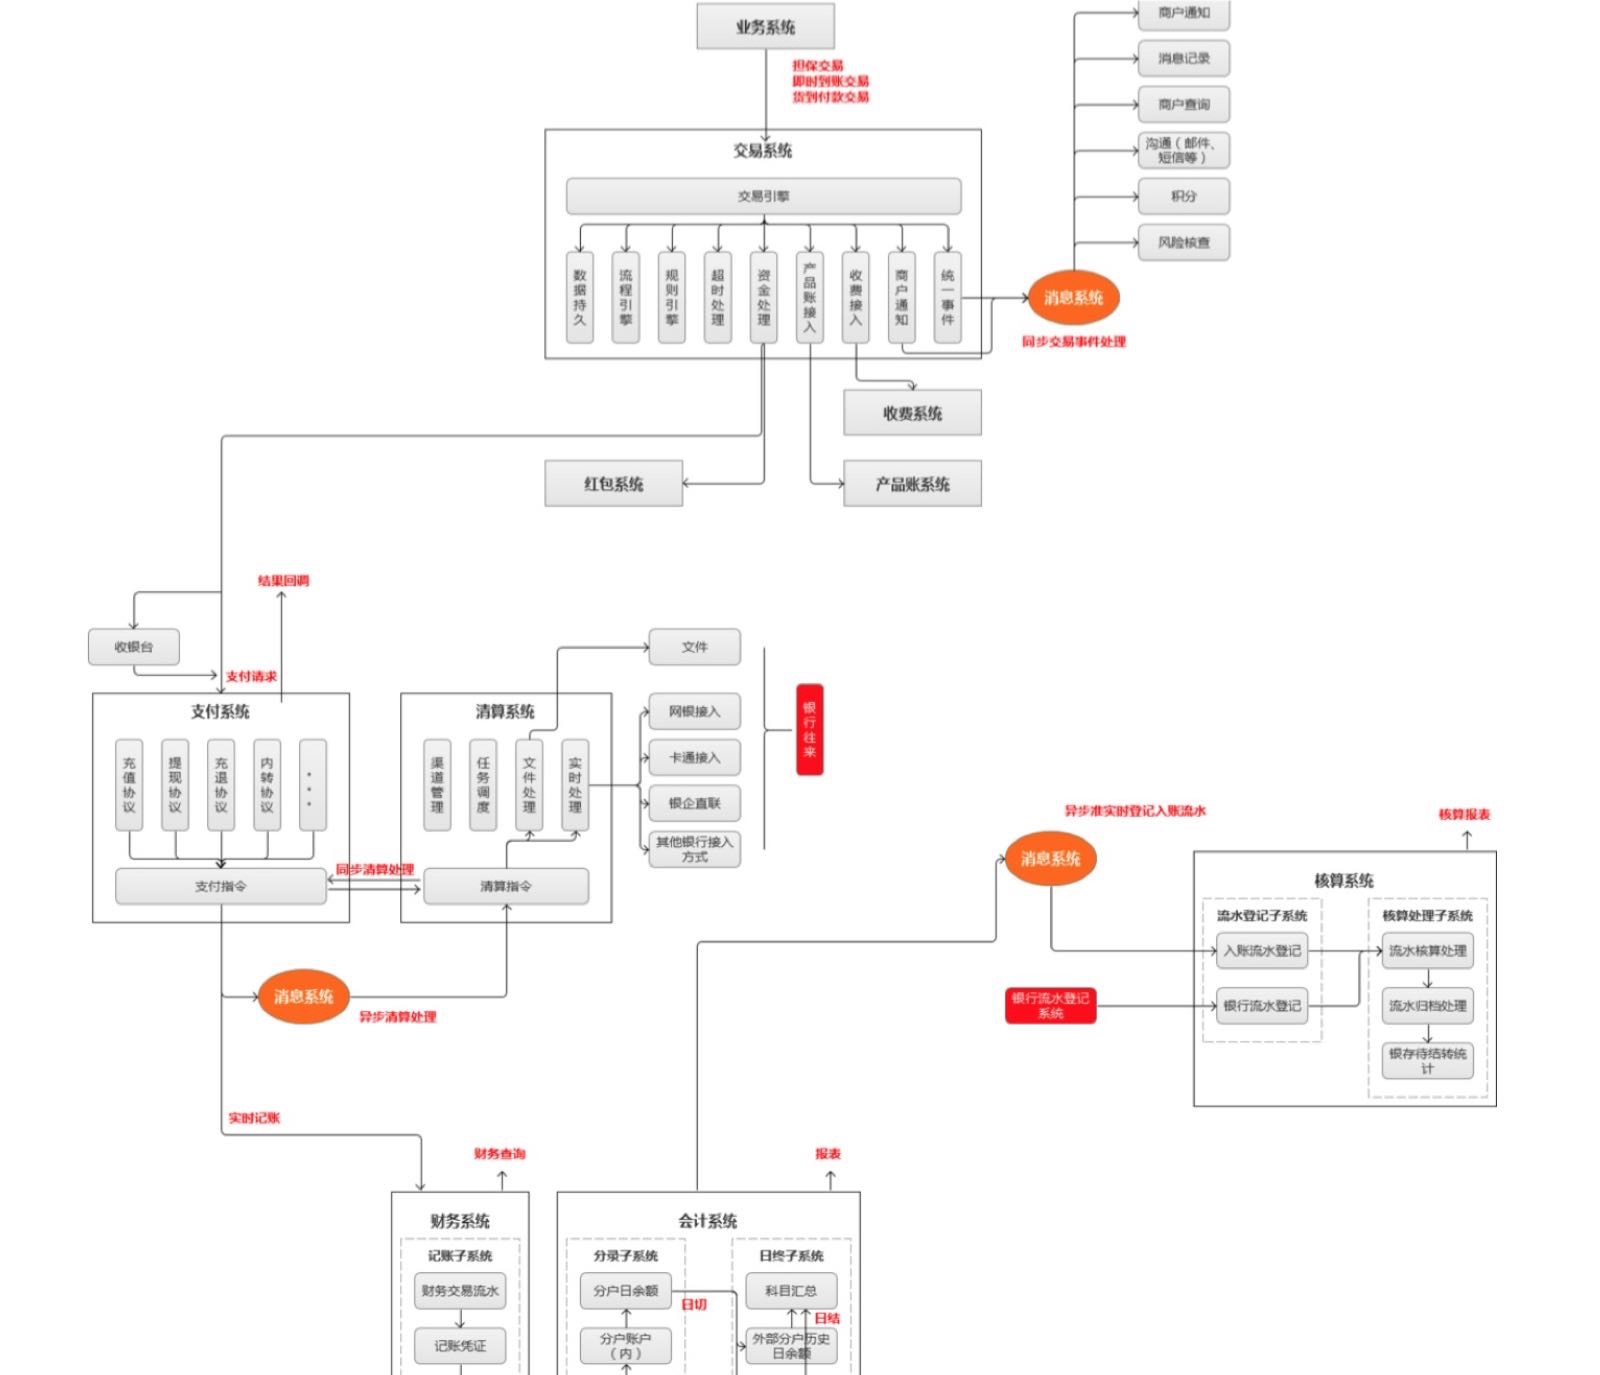 业务系统
担保交易
即时到账交易
货到付款交易
交易系统
交易引擎
数据持久
流程引擎
规则引擎
超时处理
资金处理
产品账接入
收费接入
商户通知
统一事件
商户通知
消息记录
商户查询
沟通（邮件、
短信等）
积分
风险核查
消息系统
同步交易事件处理
收费系统
红包系统
产品账系统
结果回调
收银台
支付请求
支付系统
充值协议
提现协议
充退协议
内转协议
支付指令
同步清算处理
清算系统
渠道管理
任务调度
文件处理
实时处理
清算指令
文件
网银接入
卡通接入
银企直联
其他银行接入
方式
银行往来
消息系统
异步清算处理
异步准实时登记入账流水
消息系统
银行流水登记
系统
核算报表
核算系统
流水登记子系统
入账流水登记
银行流水登记
核算处理子系统
流水核算处理
流水归档处理
银存待结转统
计
实时记账
财务查询
财务系统
记账子系统
财务交易流水
记账凭证
报表
会计系统
分录子系统
分户日余额
分户账户
（内）
日切
日终子系统
科目汇总
日结
外部分户历史
日余额